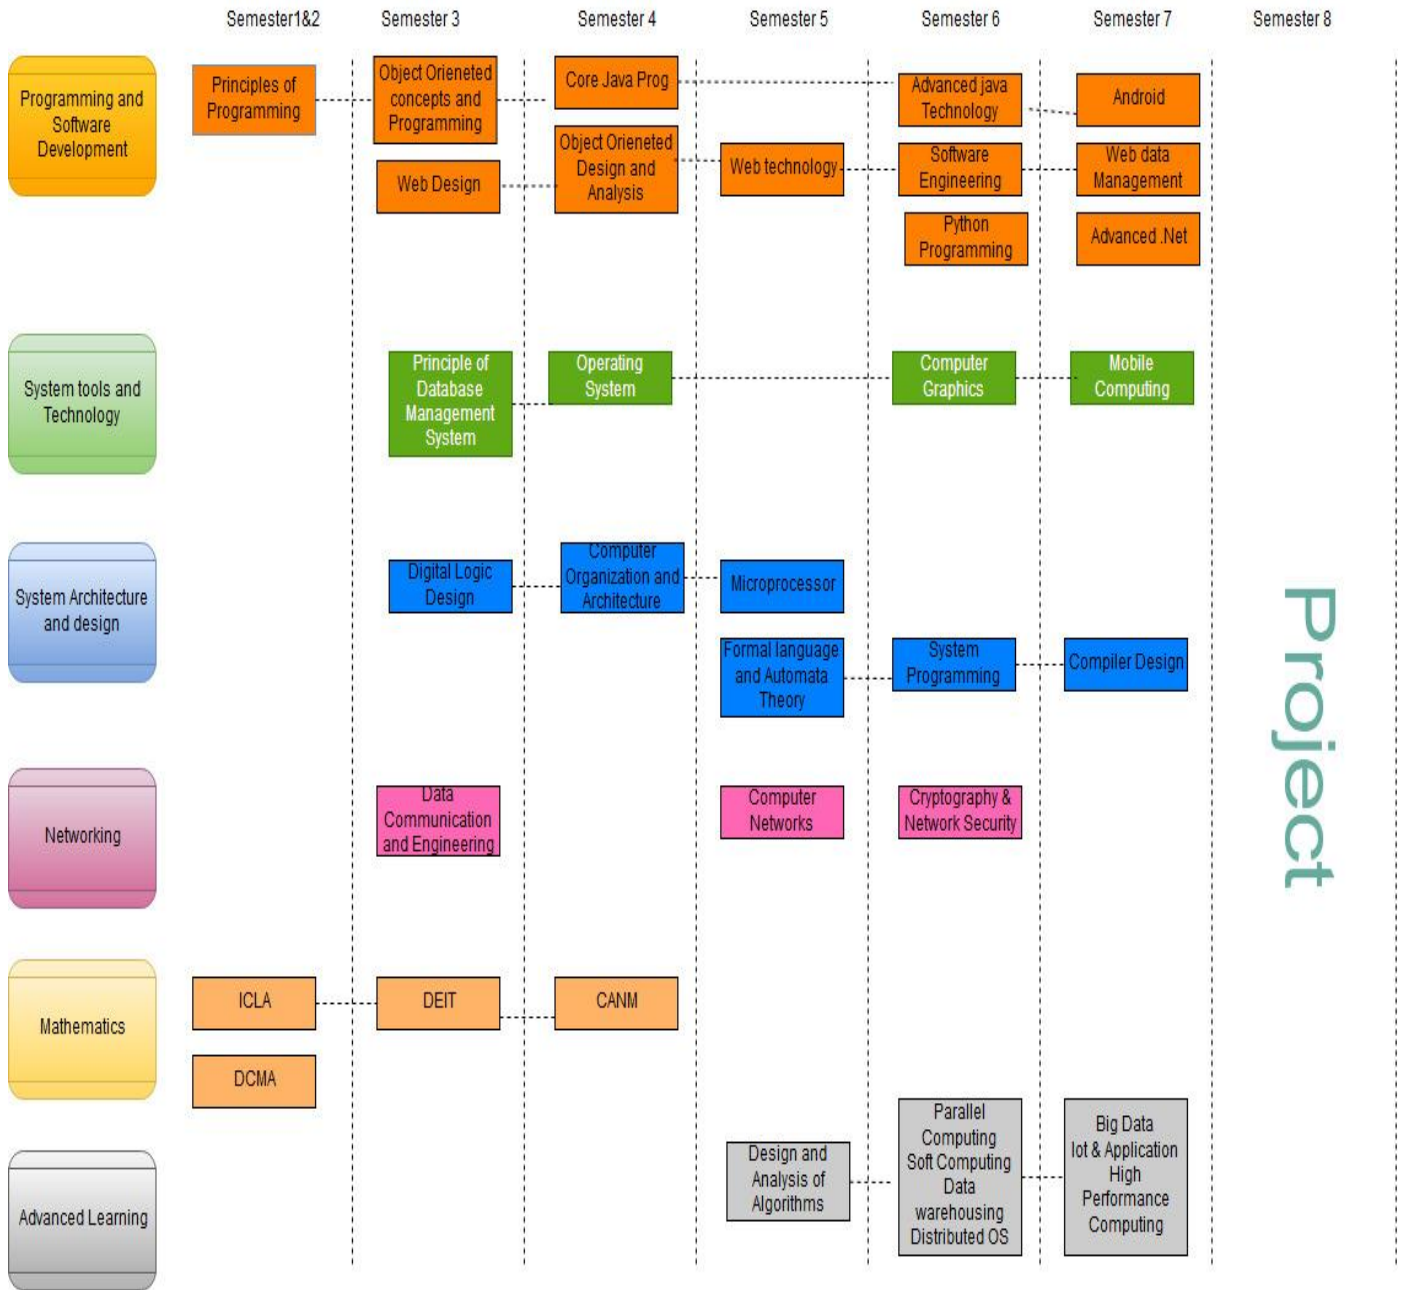 Semester1&2
Semester 3
Semester 4
Semester 5
Semester 6
Semester 7
Semester 8
Programming and
Software
Development
Principles of
Programming
Object Orieneted
concepts and
Programming
Web Design
Core Java Prog
Object Orieneted
Design and
Analysis
Web technology
Advanced java
Technology
Software
Engineering
Python
Programming
Android
Web data
Management
Advanced .Net
System tools and
Technology
Principle of
Database
Management
System
Operating
System
Computer
Graphics
Mobile
Computing
System Architecture
and design
Digital Logic
Design
Computer
Organization and
Architecture
Microprocessor
Formal language
and Automata
Theory
System
Programming
Compiler Design
Networking
Data
Communication
and Engineering
Computer
Networks
Cryptography &
Network Security
Mathematics
ICLA
DCMA
DEIT
CANM
Advanced Learning
Design and
Analysis of
Algorithms
Parallel
Computing
Soft Computing
Data
warehousing
Distributed OS
Big Data
Iot & Application
High
Performance
Computing
Project